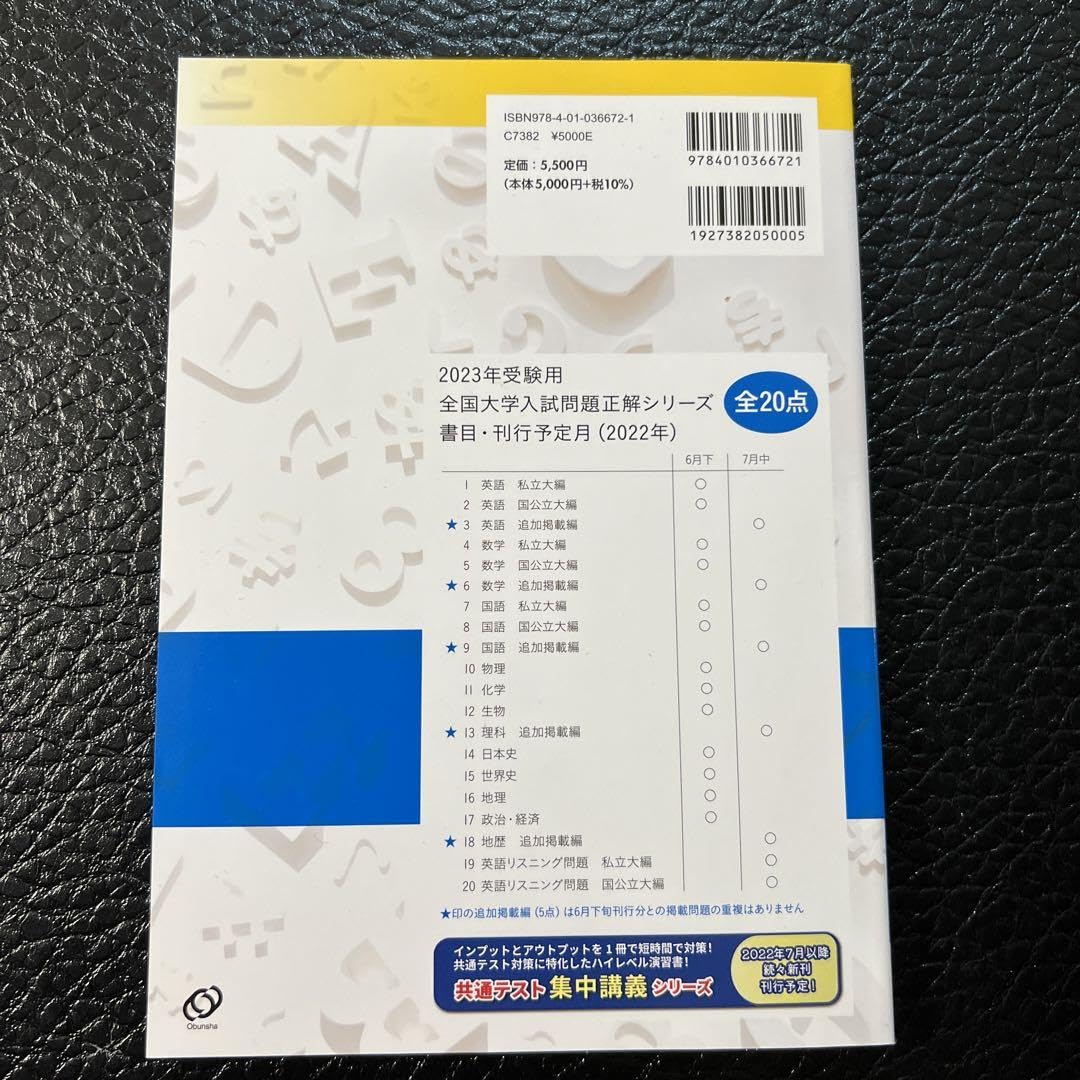 ISBN978-4-01-036672-1
C7382 ¥5000E
定価：5,500円
（本体5,000円+税10%）
9784010366721
1927382050005
2023年受験用
全国大学入試問題正解シリーズ
書目・刊行予定月（2022年）
全20点
6月下 7月中
1 英語 私立大編 ○
2 英語 国公立大編 ○
★ 3 英語 追加掲載編 ○
4 数学 私立大編 ○
5 数学 国公立大編 ○
★ 6 数学 追加掲載編 ○
7 国語 私立大編 ○
8 国語 国公立大編 ○
★ 9 国語 追加掲載編 ○
10 物理 ○
11 化学 ○
12 生物 ○
★ 13 理科 追加掲載編 ○
14 日本史 ○
15 世界史 ○
16 地理 ○
17 政治・経済 ○
★ 18 地歴 追加掲載編 ○
19 英語リスニング問題 私立大編 ○
20 英語リスニング問題 国公立大編 ○
★印の追加掲載編（5点）は6月下旬刊行分との掲載問題の重複はありません
インプットとアウトプットを1冊で短時間で対策！
共通テスト対策に特化したハイレベル演習書！
共通テスト 集中講義 シリーズ
2022年7月以降
続々新刊
刊行予定！
Obunsha